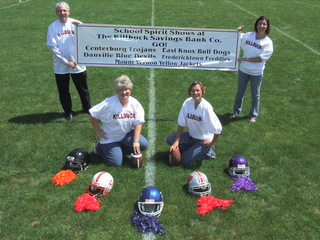 School Spirit Shows at
The Killbuck Savings Bank Co.
GO!
Centerburg Trojans East Knox Bull Dogs
Danville Blue Devils Fredericktown Freddies
Mount Vernon Yellow Jackets
KILLBUCK
KILLBUCK
KILLBUCK
KILLBUCK